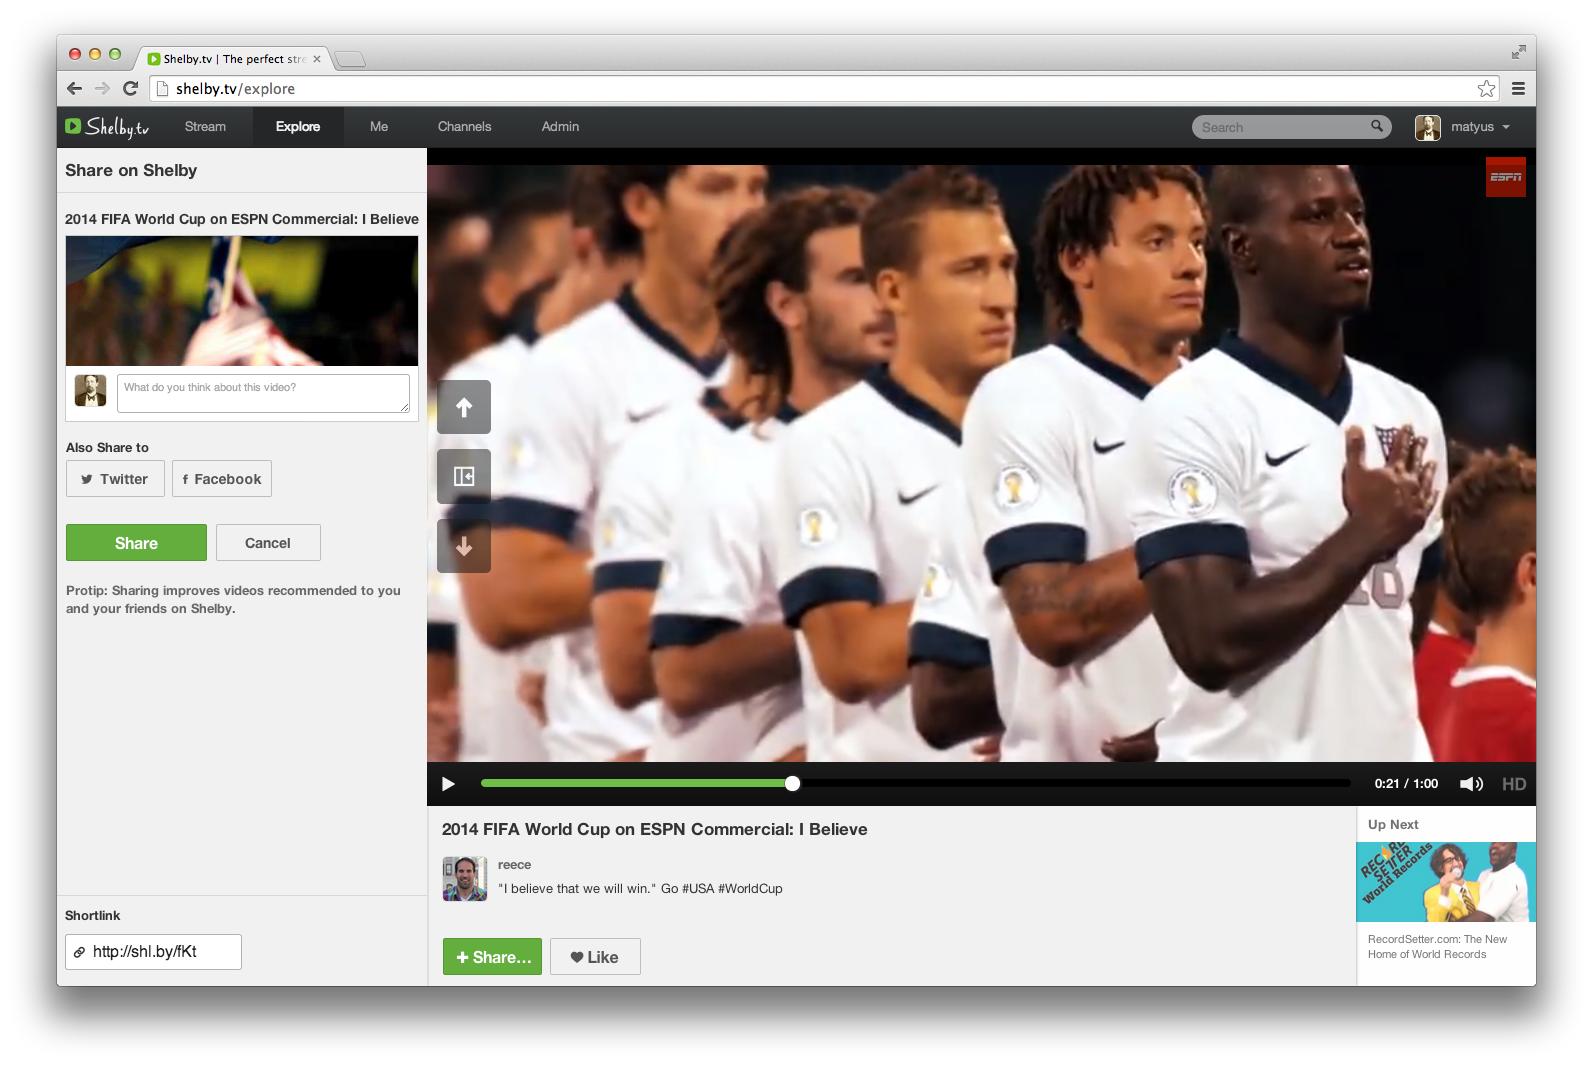 Shelby.tv | The perfect stre
shelby.tv/explore
Shelby.tv
Stream
Explore
Me
Channels
Admin
Search
matyus
Share on Shelby
2014 FIFA World Cup on ESPN Commercial: I Believe
What do you think about this video?
Also Share to
Twitter
f Facebook
Share
Cancel
Protip: Sharing improves videos recommended to you
and your friends on Shelby.
Shortlink
http://shl.by/fKt
ESPN
18
0:21 / 1:00
HD
2014 FIFA World Cup on ESPN Commercial: I Believe
reece
"I believe that we will win." Go #USA #WorldCup
+ Share...
Like
Up Next
RECORD
SETTER
World Records
RecordSetter.com: The New
Home of World Records